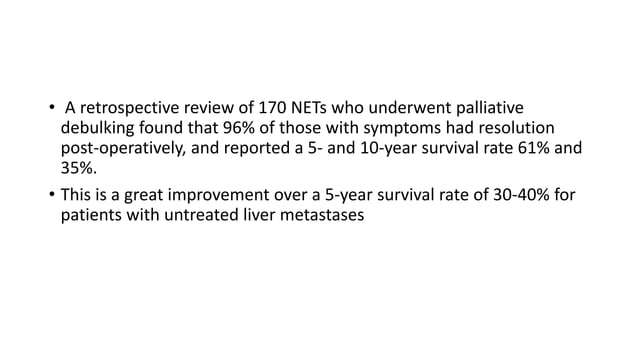 • A retrospective review of 170 NETs who underwent palliative
debulking found that 96% of those with symptoms had resolution
post-operatively, and reported a 5- and 10-year survival rate 61% and
35%.
• This is a great improvement over a 5-year survival rate of 30-40% for
patients with untreated liver metastases